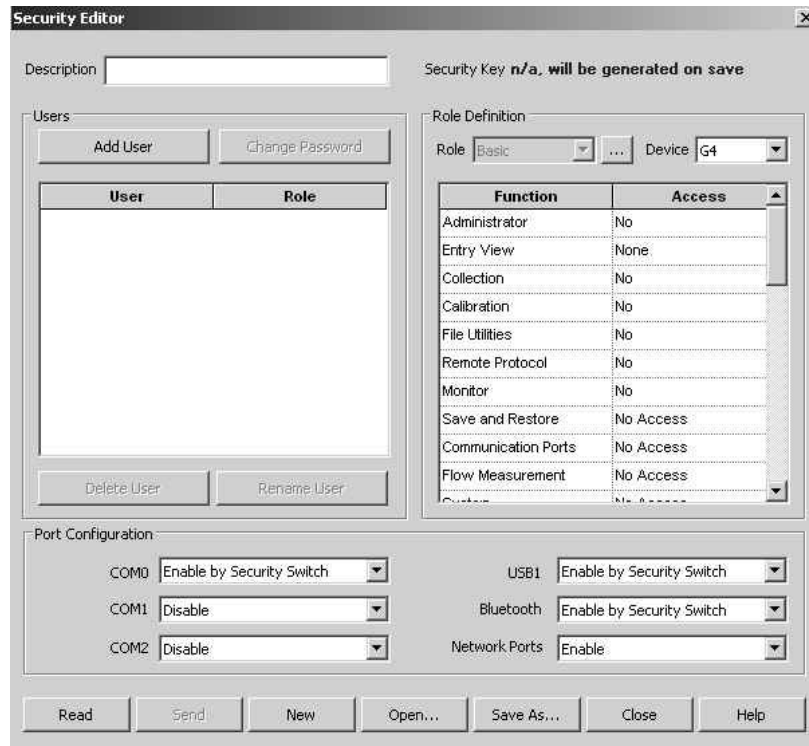 Security Editor
Description
Security Key n/a, will be generated on save
Users
Add User
Change Password
User Role
Delete User
Rename User
Role Definition
Role Basic ... Device G4
Function Access
Administrator No
Entry View None
Collection No
Calibration No
File Utilities No
Remote Protocol No
Monitor No
Save and Restore No Access
Communication Ports No Access
Flow Measurement No Access
Port Configuration
COM0 Enable by Security Switch
COM1 Disable
COM2 Disable
USB1 Enable by Security Switch
Bluetooth Enable by Security Switch
Network Ports Enable
Read Send New Open... Save As... Close Help